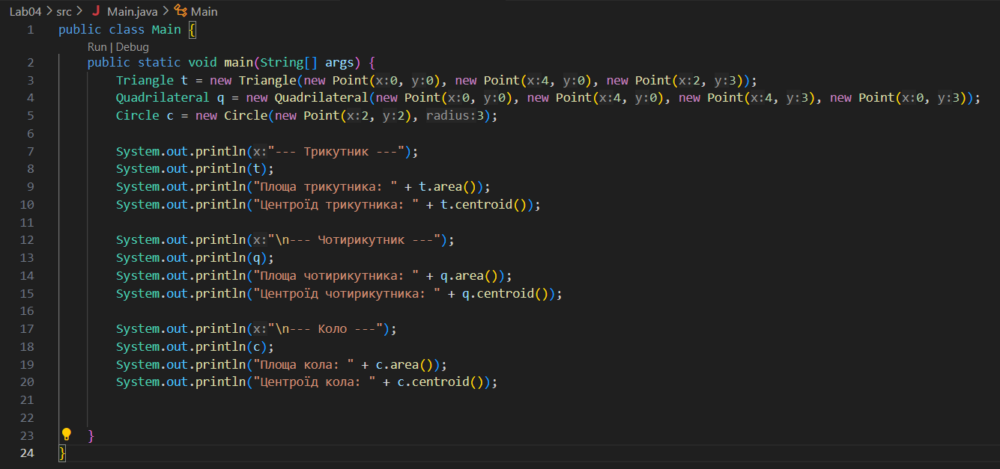 Lab04 > src > J Main.java > Main
1 public class Main {
Run | Debug
2 public static void main(String[] args) {
3 Triangle t = new Triangle(new Point(x:0, y:0), new Point(x:4, y:0), new Point(x:2, y:3));
4 Quadrilateral q = new Quadrilateral(new Point(x:0, y:0), new Point(x:4, y:0), new Point(x:4, y:3), new Point(x:0, y:3));
5 Circle c = new Circle(new Point(x:2, y:2), radius:3);
6
7 System.out.println(x:"--- Трикутник ---");
8 System.out.println(t);
9 System.out.println("Площа трикутника: " + t.area());
10 System.out.println("Центроїд трикутника: " + t.centroid());
11
12 System.out.println(x:"\n--- Чотирикутник ---");
13 System.out.println(q);
14 System.out.println("Площа чотирикутника: " + q.area());
15 System.out.println("Центроїд чотирикутника: " + q.centroid());
16
17 System.out.println(x:"\n--- Коло ---");
18 System.out.println(c);
19 System.out.println("Площа кола: " + c.area());
20 System.out.println("Центроїд кола: " + c.centroid());
21
22
23 }
24 }